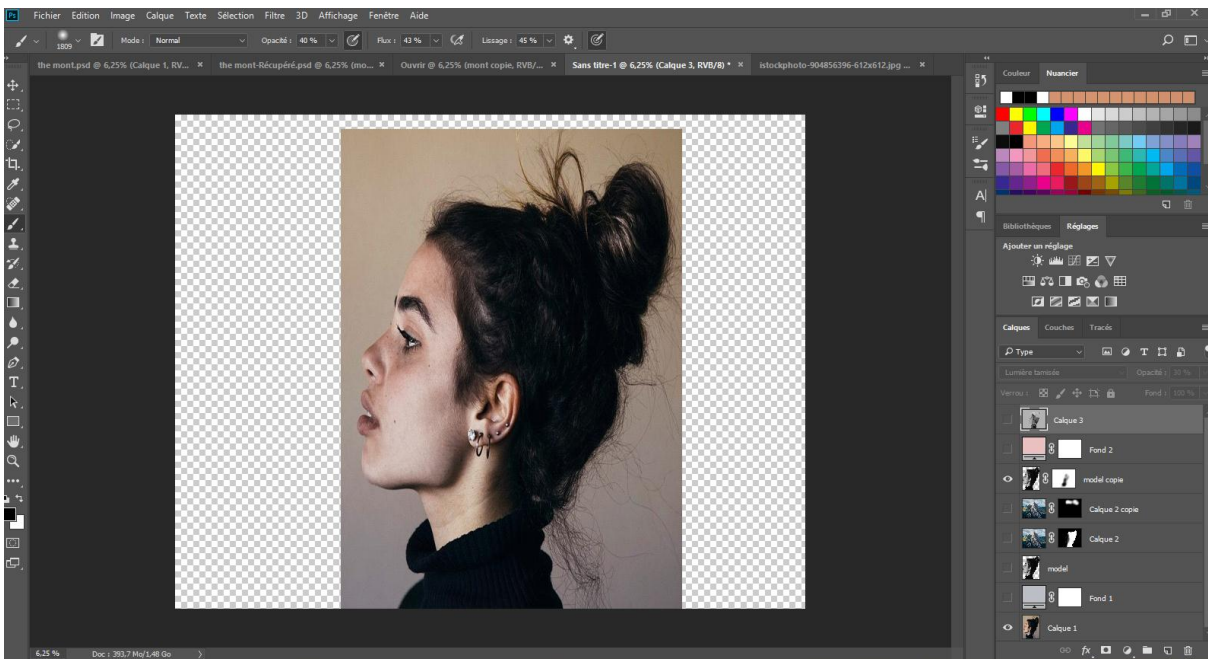 Ps Fichier Edition Image Calque Texte Sélection Filtre 3D Affichage Fenêtre Aide
1809 Mode : Normal Opacité : 40 % Flux : 43 % Lissage : 45 %
the mont.psd @ 6,25% (Calque 1, RV... × the mont-Récupéré.psd @ 6,25% (mo... × Ouvrir @ 6,25% (mont copie, RVB/... × Sans titre-1 @ 6,25% (Calque 3, RVB/8) * × istockphoto-904856396-612x612.jpg ... ×
Couleur Nuancier
Bibliothèques Réglages
Ajouter un réglage
Calques Couches Tracés
Type
Lumière tamisée Opacité : 30 %
Verrou : Fond : 100 %
Calque 3
Fond 2
model copie
Calque 2 copie
Calque 2
model
Fond 1
Calque 1
6,25 % Doc : 393,7 Mo/1,48 Go